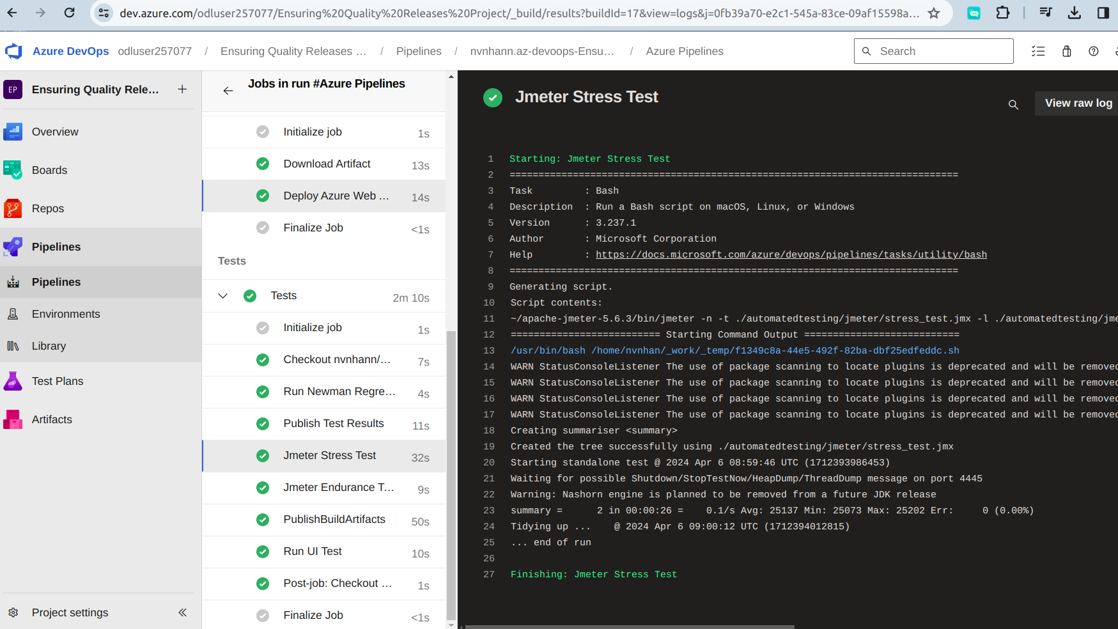 dev.azure.com/odluser257077/Ensuring%20Quality%20Releases%20Project/_build/results?buildId=17&view=logs&j=0fb39a70-e2c1-545a-83ce-09af15598a...
Azure DevOps odluser257077 / Ensuring Quality Releases ... / Pipelines / nvnhann.az-devoops-Ensu... / Azure Pipelines
Search
EP Ensuring Quality Rele...
Overview
Boards
Repos
Pipelines
Pipelines
Environments
Library
Test Plans
Artifacts
Project settings
Jobs in run #Azure Pipelines
Initialize job 1s
Download Artifact 13s
Deploy Azure Web ... 14s
Finalize Job <1s
Tests
Tests 2m 10s
Initialize job 1s
Checkout nvnhann/... 7s
Run Newman Regre... 4s
Publish Test Results 11s
Jmeter Stress Test 32s
Jmeter Endurance T... 9s
PublishBuildArtifacts 50s
Run UI Test 10s
Post-job: Checkout ... 1s
Finalize Job <1s
Jmeter Stress Test
View raw log
1 Starting: Jmeter Stress Test
2 ==============================================================================
3 Task : Bash
4 Description : Run a Bash script on macOS, Linux, or Windows
5 Version : 3.237.1
6 Author : Microsoft Corporation
7 Help : https://docs.microsoft.com/azure/devops/pipelines/tasks/utility/bash
8 ==============================================================================
9 Generating script.
10 Script contents:
11 ~/apache-jmeter-5.6.3/bin/jmeter -n -t ./automatedtesting/jmeter/stress_test.jmx -l ./automatedtesting/jme
12 ========================== Starting Command Output ===========================
13 /usr/bin/bash /home/nvnhan/_work/_temp/f1349c8a-44e5-492f-82ba-dbf25edfeddc.sh
14 WARN StatusConsoleListener The use of package scanning to locate plugins is deprecated and will be removed
15 WARN StatusConsoleListener The use of package scanning to locate plugins is deprecated and will be removed
16 WARN StatusConsoleListener The use of package scanning to locate plugins is deprecated and will be removed
17 WARN StatusConsoleListener The use of package scanning to locate plugins is deprecated and will be removed
18 Creating summariser <summary>
19 Created the tree successfully using ./automatedtesting/jmeter/stress_test.jmx
20 Starting standalone test @ 2024 Apr 6 08:59:46 UTC (1712393986453)
21 Waiting for possible Shutdown/StopTestNow/HeapDump/ThreadDump message on port 4445
22 Warning: Nashorn engine is planned to be removed from a future JDK release
23 summary = 2 in 00:00:26 = 0.1/s Avg: 25137 Min: 25073 Max: 25202 Err: 0 (0.00%)
24 Tidying up ... @ 2024 Apr 6 09:00:12 UTC (1712394012815)
25 ... end of run
26
27 Finishing: Jmeter Stress Test